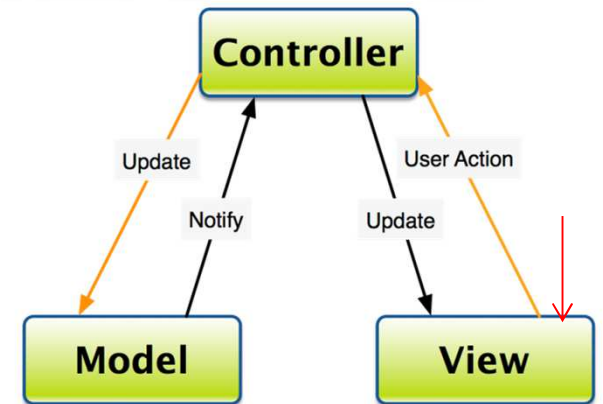 Controller
Update
User Action
Notify
Update
Model
View